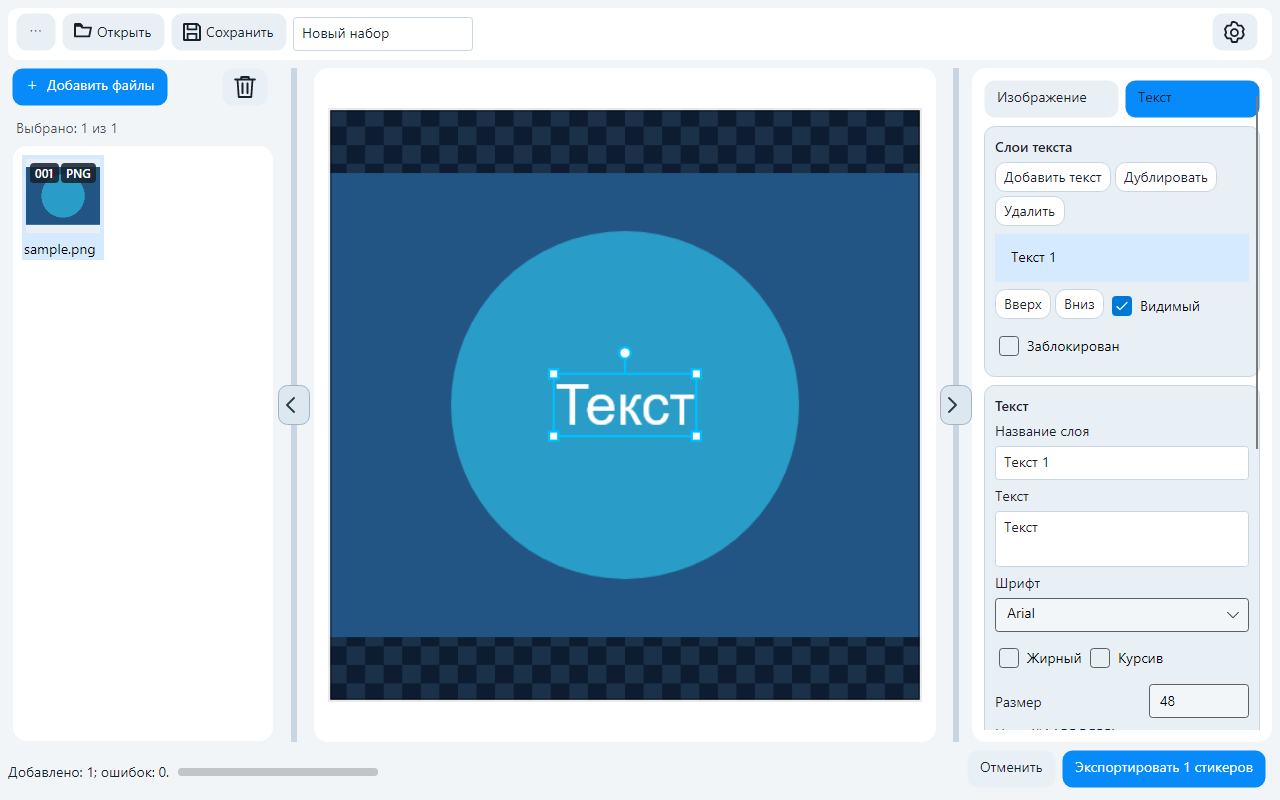 ... Открыть Сохранить Новый набор
+ Добавить файлы
Выбрано: 1 из 1
001 PNG
sample.png
Текст
Изображение Текст
Слои текста
Добавить текст Дублировать
Удалить
Текст 1
Вверх Вниз Видимый
Заблокирован
Текст
Название слоя
Текст 1
Текст
Текст
Шрифт
Arial
Жирный Курсив
Размер 48
Добавлено: 1; ошибок: 0.
Отменить Экспортировать 1 стикеров